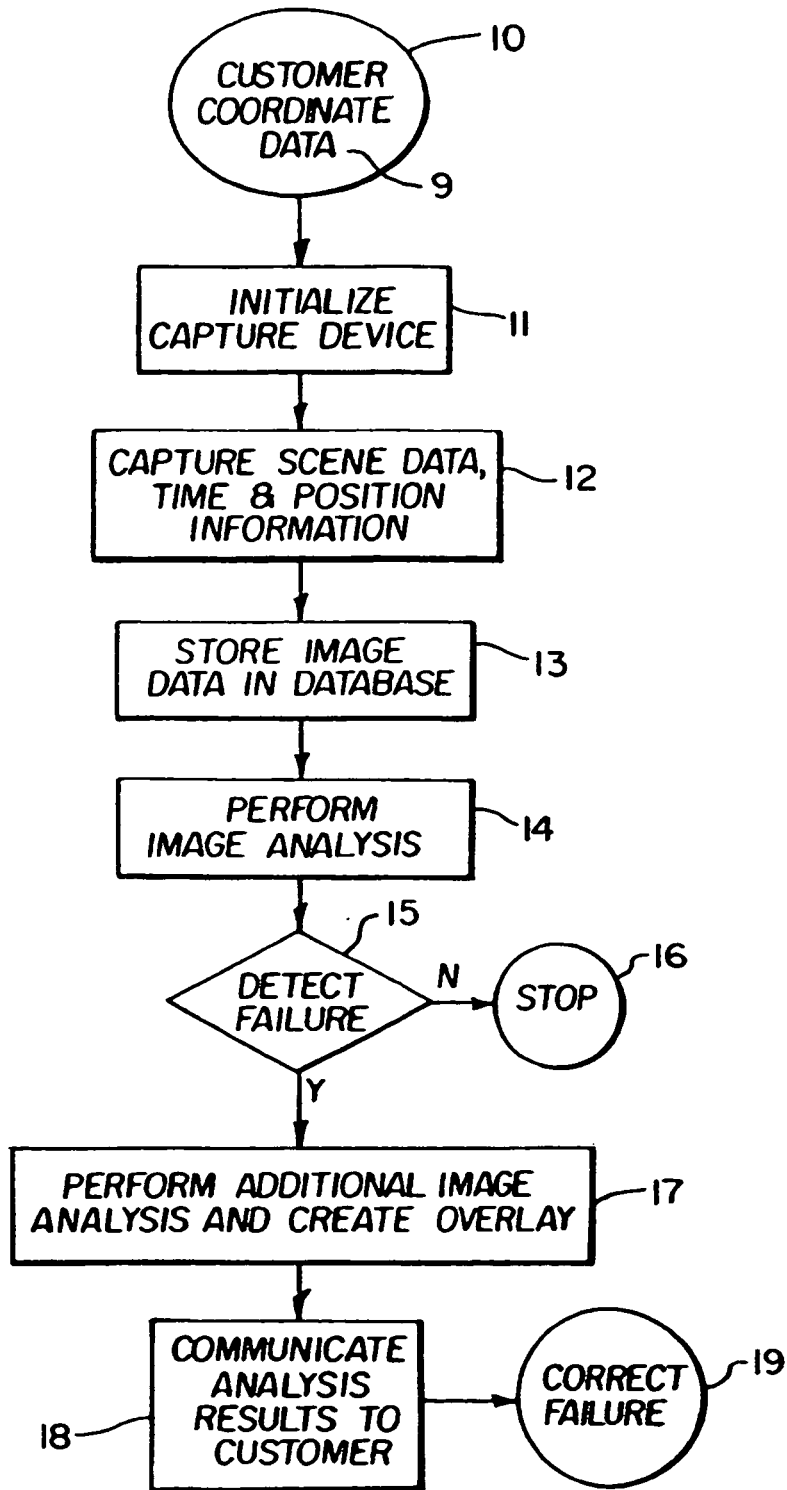 10
CUSTOMER
COORDINATE
DATA
9
INITIALIZE
CAPTURE DEVICE
11
CAPTURE SCENE DATA,
TIME & POSITION
INFORMATION
12
STORE IMAGE
DATA IN DATABASE
13
PERFORM
IMAGE ANALYSIS
14
15
DETECT
FAILURE
N
STOP
16
Y
PERFORM ADDITIONAL IMAGE
ANALYSIS AND CREATE OVERLAY
17
COMMUNICATE
ANALYSIS
RESULTS TO
CUSTOMER
18
CORRECT
FAILURE
19